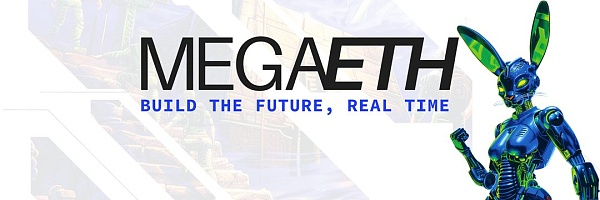 MEGAETH
BUILD THE FUTURE, REAL TIME